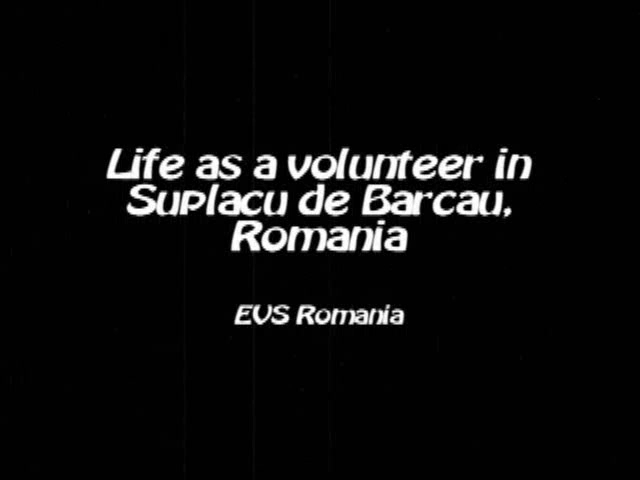 Life as a volunteer in
Suplacu de Barcau,
Romania
EVS Romania